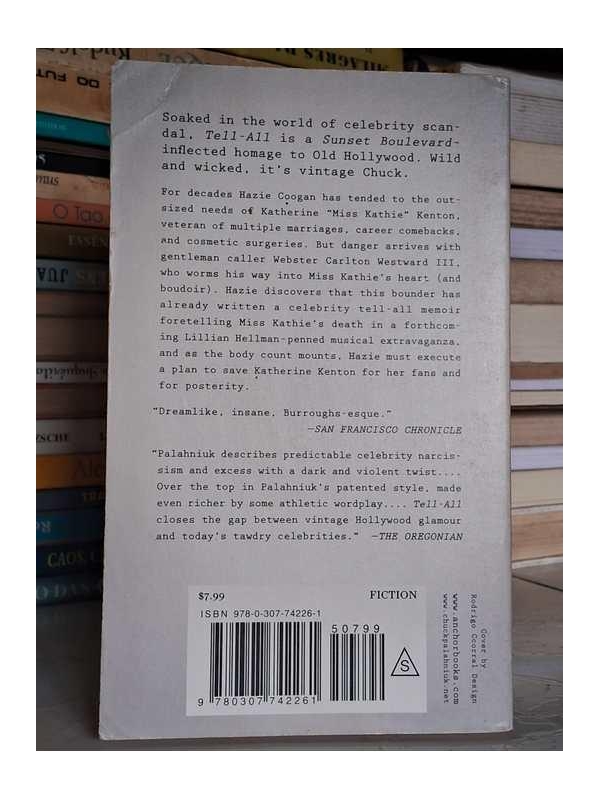 Soaked in the world of celebrity scan-
dal, Tell-All is a Sunset Boulevard-
inflected homage to Old Hollywood. Wild
and wicked, it's vintage Chuck.
For decades Hazie Coogan has tended to the out-
sized needs of Katherine "Miss Kathie" Kenton,
veteran of multiple marriages, career comebacks,
and cosmetic surgeries. But danger arrives with
gentleman caller Webster Carlton Westward III,
who worms his way into Miss Kathie's heart (and
boudoir). Hazie discovers that this bounder has
already written a celebrity tell-all memoir
foretelling Miss Kathie's death in a forthcom-
ing Lillian Hellman-penned musical extravaganza,
and as the body count mounts, Hazie must execute
a plan to save Katherine Kenton for her fans and
for posterity.
"Dreamlike, insane, Burroughs-esque."
—SAN FRANCISCO CHRONICLE
"Palahniuk describes predictable celebrity narcis-
sism and excess with a dark and violent twist....
Over the top in Palahniuk's patented style, made
even richer by some athletic wordplay.... Tell-All
closes the gap between vintage Hollywood glamour
and today's tawdry celebrities." —THE OREGONIAN
$7.99
FICTION
ISBN 978-0-307-74226-1
50799
9 780307 742261
S
Cover by
Rodrigo Ccorral Design
www.anchorbooks.com
www.chuckpalahniuk.net
MILAGRES
DO FUT
O Tao
ESSEN
JUA
ZSCHE
CAOS,